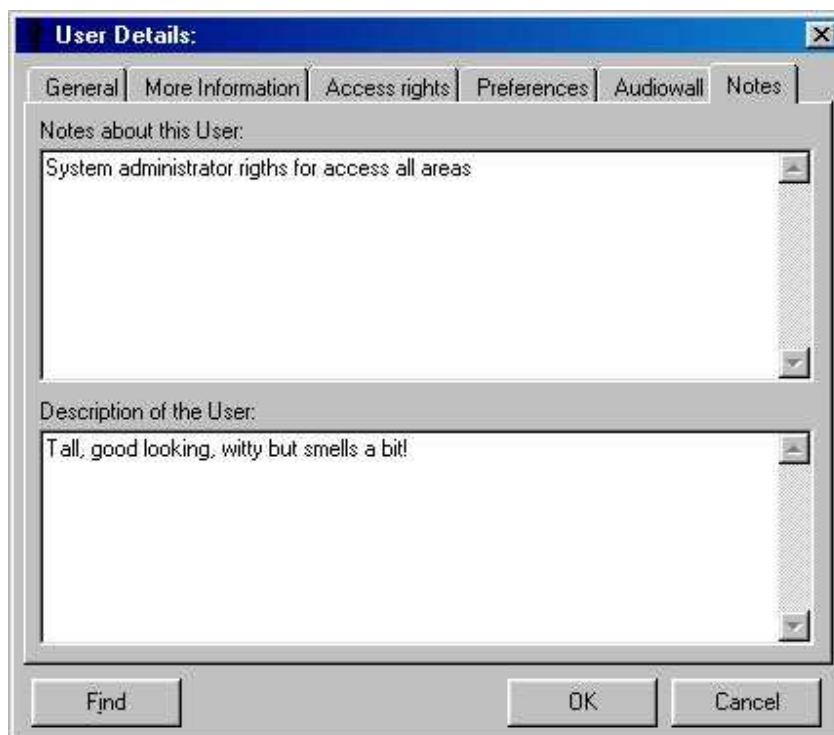 User Details:
General More Information Access rights Preferences Audiowall Notes
Notes about this User:
System administrator rigths for access all areas
Description of the User:
Tall, good looking, witty but smells a bit!
Find OK Cancel